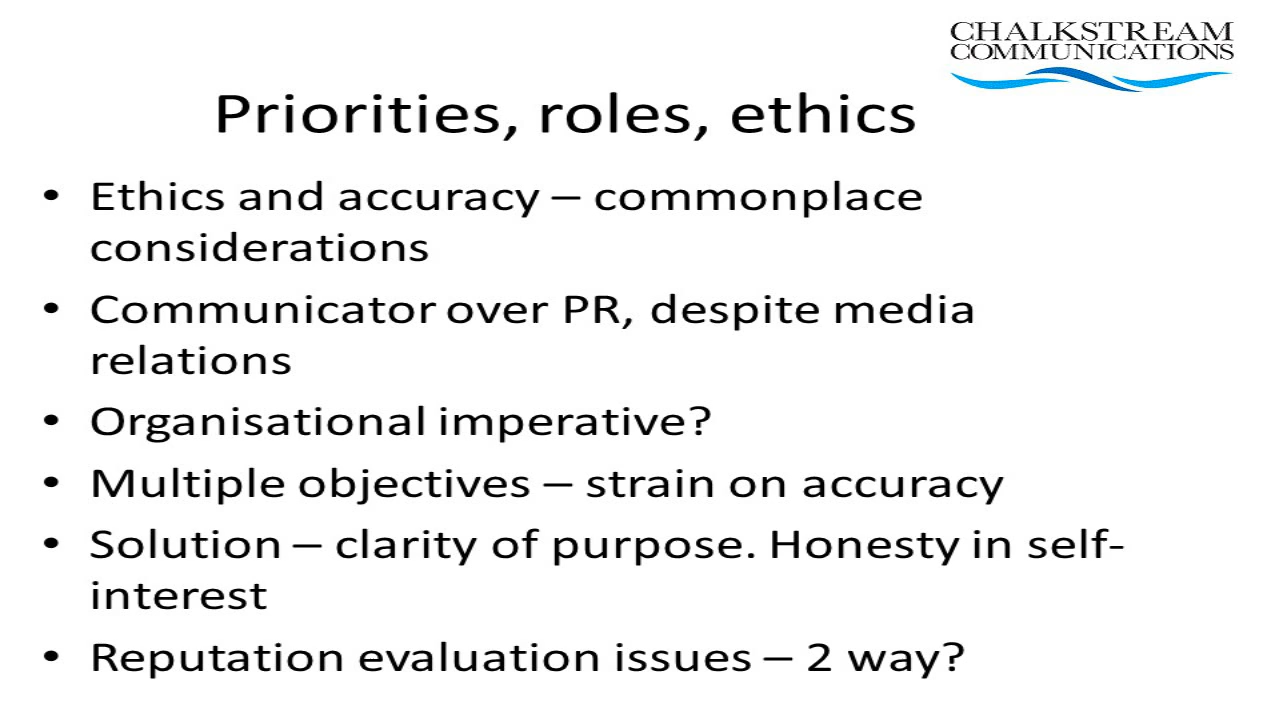 CHALKSTREAM
COMMUNICATIONS
Priorities, roles, ethics
• Ethics and accuracy – commonplace
considerations
• Communicator over PR, despite media
relations
• Organisational imperative?
• Multiple objectives – strain on accuracy
• Solution – clarity of purpose. Honesty in self-
interest
• Reputation evaluation issues – 2 way?